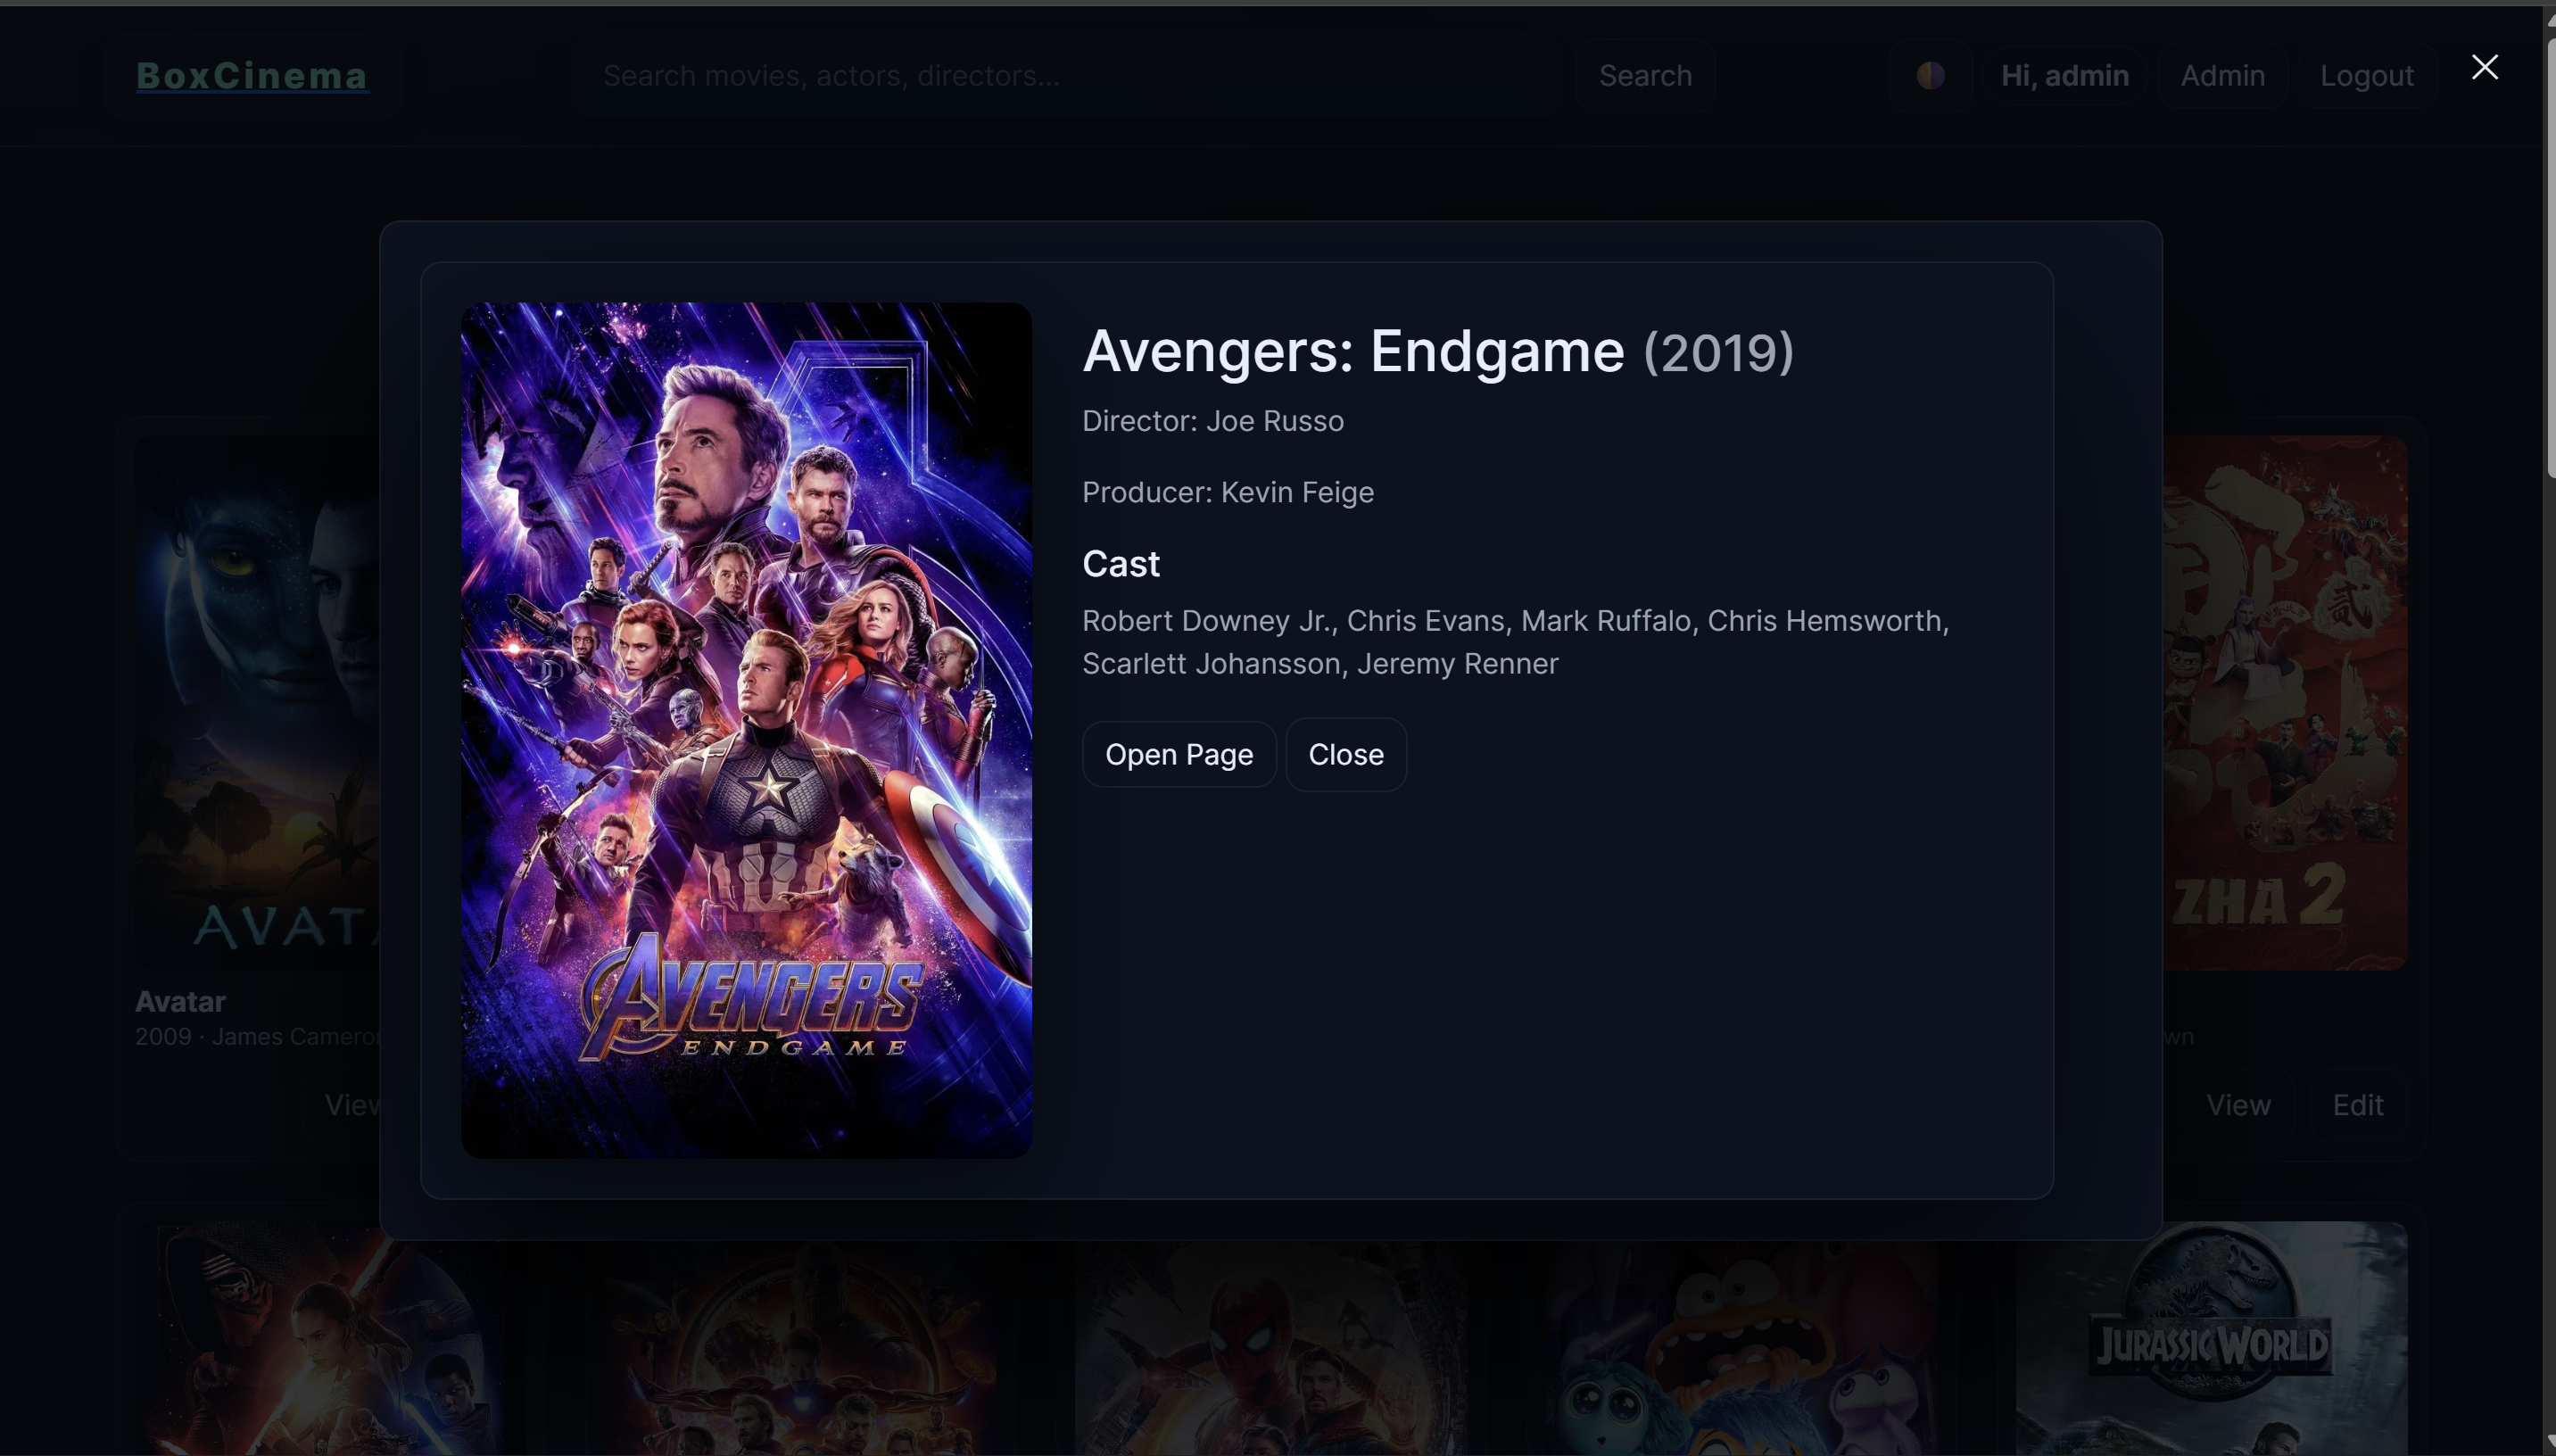 BoxCinema
Search movies, actors, directors...
Search
Hi, admin
Admin
Logout
Avengers: Endgame (2019)
Director: Joe Russo
Producer: Kevin Feige
Cast
Robert Downey Jr., Chris Evans, Mark Ruffalo, Chris Hemsworth,
Scarlett Johansson, Jeremy Renner
Open Page
Close
AVENGERS
ENDGAME
AVAT
Avatar
2009 · James Camero
View
贰
ZHA 2
wn
View
Edit
JURASSIC WORLD